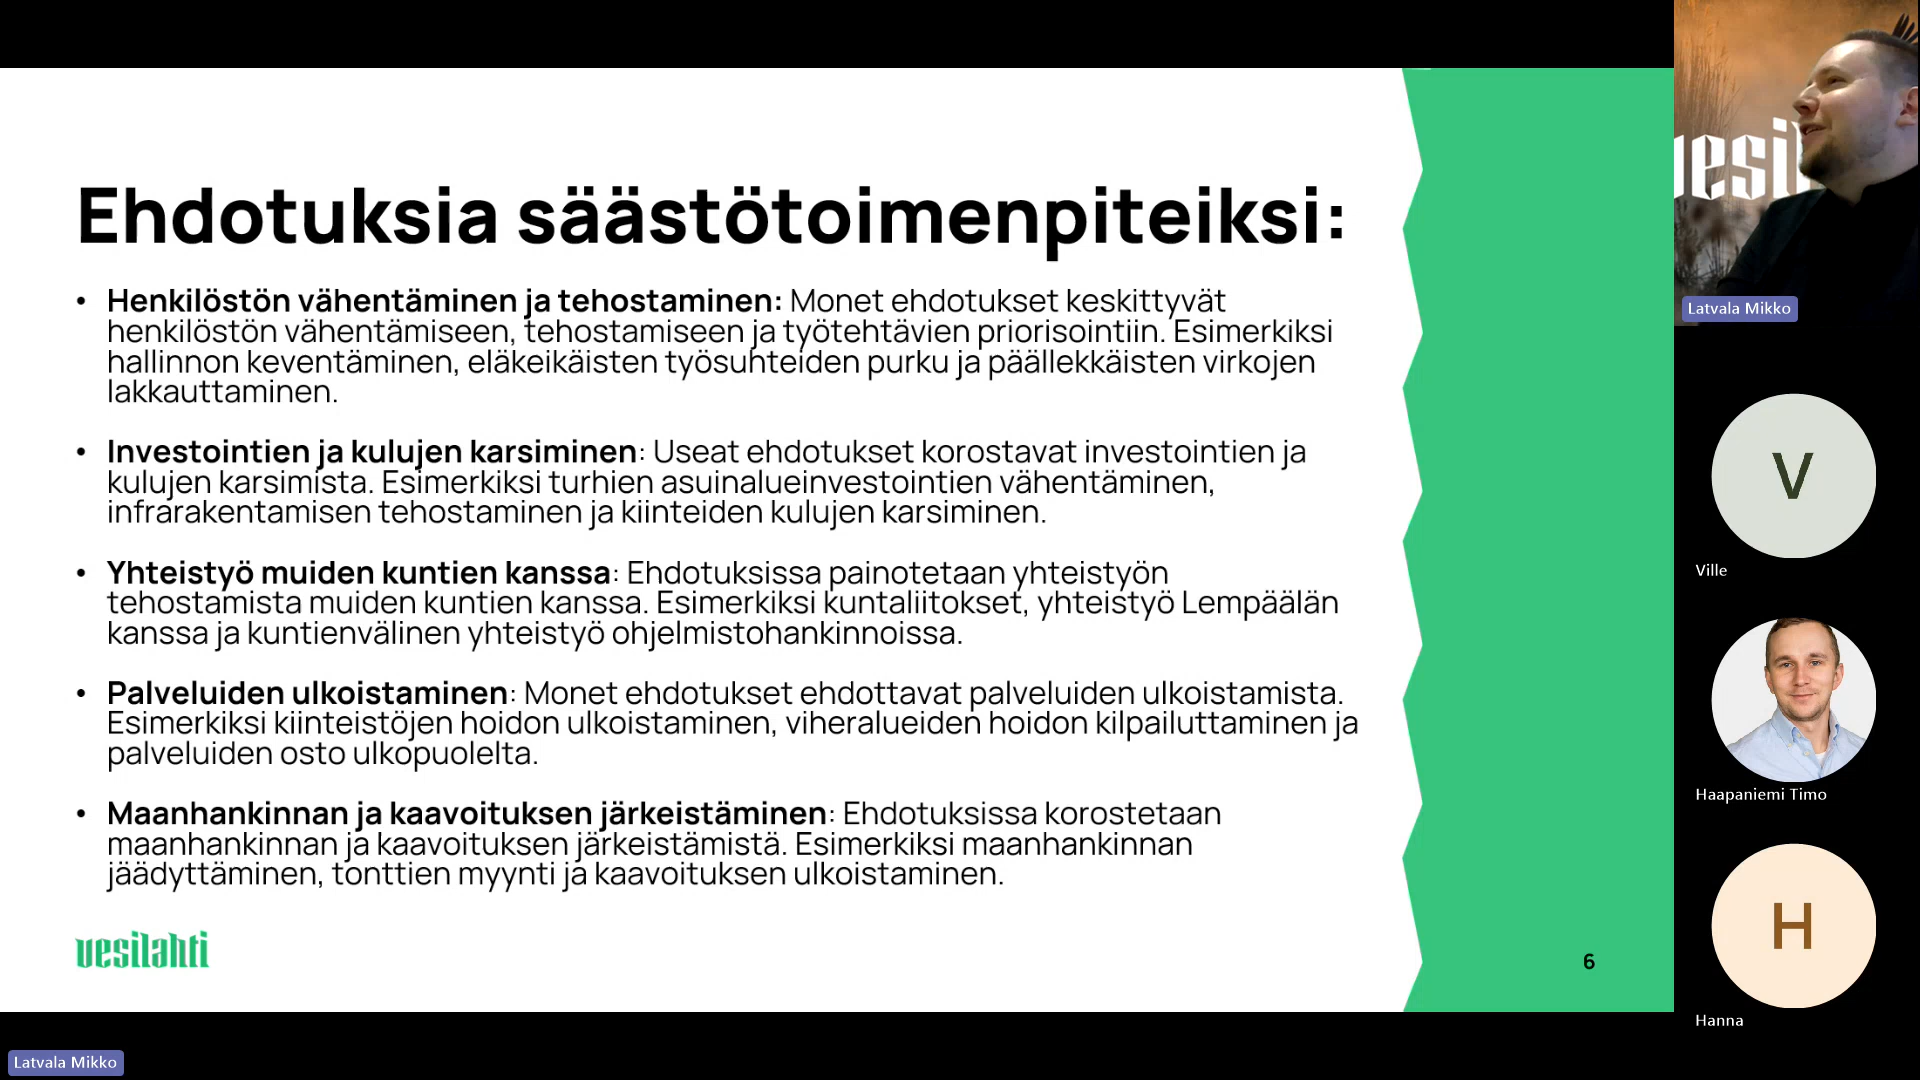 Ehdotuksia säästötoimenpiteiksi:
• Henkilöstön vähentäminen ja tehostaminen: Monet ehdotukset keskittyvät
henkilöstön vähentämiseen, tehostamiseen ja työtehtävien priorisointiin. Esimerkiksi
hallinnon keventäminen, eläkeikäisten työsuhteiden purku ja päällekkäisten virkojen
lakkauttaminen.
• Investointien ja kulujen karsiminen: Useat ehdotukset korostavat investointien ja
kulujen karsimista. Esimerkiksi turhien asuinalueinvestointien vähentäminen,
infrarakentamisen tehostaminen ja kiinteiden kulujen karsiminen.
• Yhteistyö muiden kuntien kanssa: Ehdotuksissa painotetaan yhteistyön
tehostamista muiden kuntien kanssa. Esimerkiksi kuntaliitokset, yhteistyö Lempäälän
kanssa ja kuntienvälinen yhteistyö ohjelmistohankinnoissa.
• Palveluiden ulkoistaminen: Monet ehdotukset ehdottavat palveluiden ulkoistamista.
Esimerkiksi kiinteistöjen hoidon ulkoistaminen, viheralueiden hoidon kilpailuttaminen ja
palveluiden osto ulkopuolelta.
• Maanhankinnan ja kaavoituksen järkeistäminen: Ehdotuksissa korostetaan
maanhankinnan ja kaavoituksen järkeistämistä. Esimerkiksi maanhankinnan
jäädyttäminen, tonttien myynti ja kaavoituksen ulkoistaminen.
vesilahti
6
Latvala Mikko
vesil
Latvala Mikko
V
Ville
Haapaniemi Timo
H
Hanna